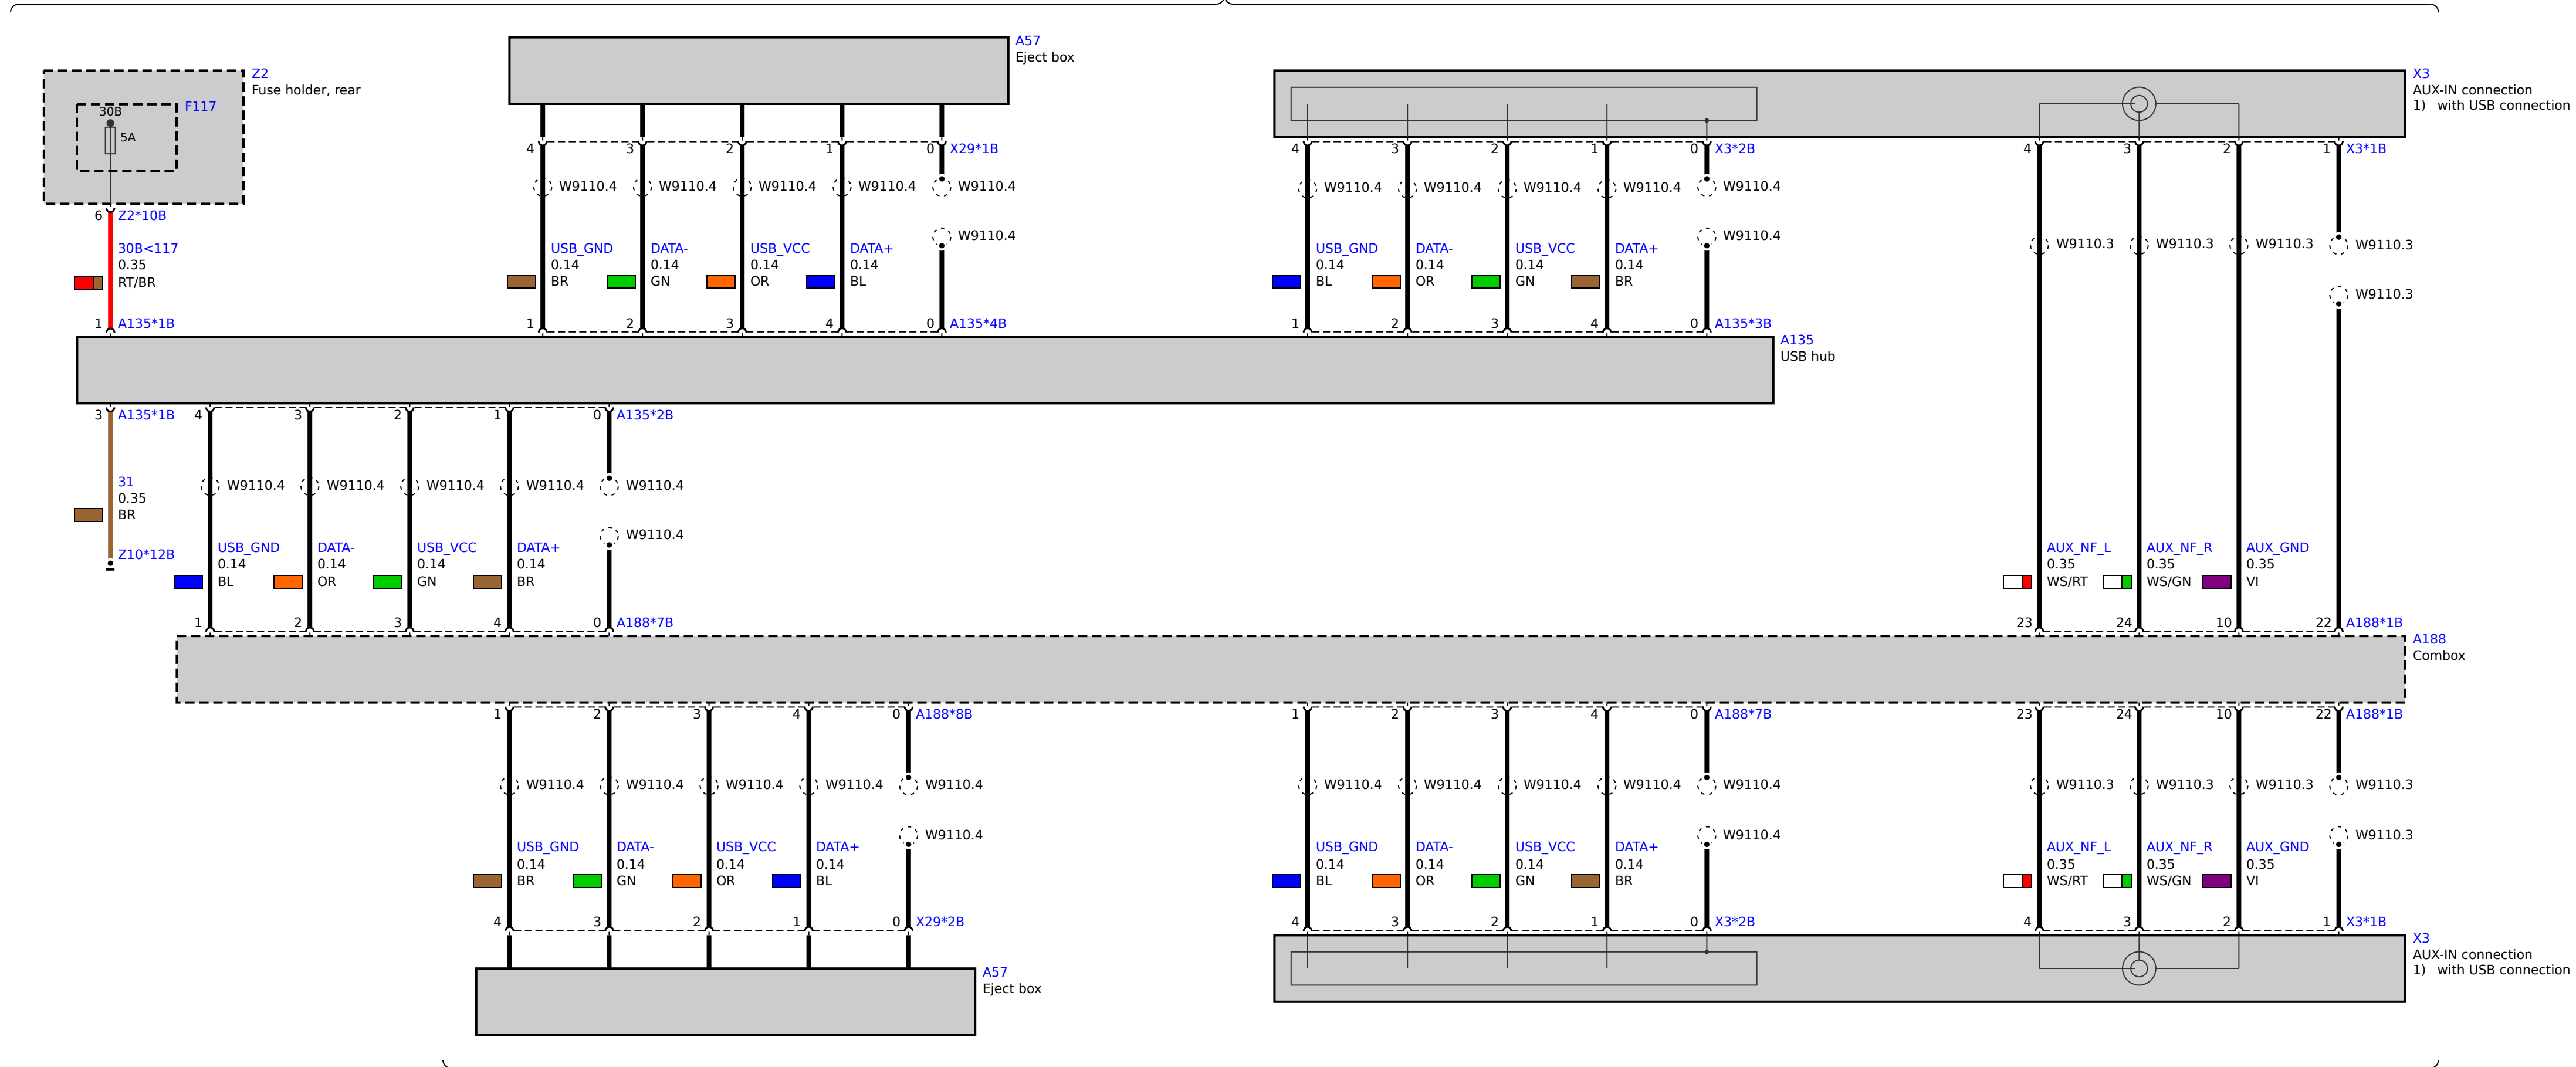 A57
Eject box
Z2
Fuse holder, rear
X3
AUX-IN connection
1) with USB connection
F117
30B
5A
4 3 2 1 0 X29*1B
4 3 2 1 0 X3*2B
4 3 2 1 X3*1B
W9110.4 W9110.4 W9110.4 W9110.4 W9110.4
W9110.4 W9110.4 W9110.4 W9110.4 W9110.4
6 Z2*10B
W9110.4
W9110.4
W9110.3 W9110.3 W9110.3 W9110.3
30B<117
0.35
RT/BR
USB_GND
0.14
BR
DATA-
0.14
GN
USB_VCC
0.14
OR
DATA+
0.14
BL
USB_GND
0.14
BL
DATA-
0.14
OR
USB_VCC
0.14
GN
DATA+
0.14
BR
W9110.3
1 A135*1B
1 2 3 4 0 A135*4B
1 2 3 4 0 A135*3B
A135
USB hub
3 A135*1B
4 3 2 1 0 A135*2B
31
0.35
BR
W9110.4 W9110.4 W9110.4 W9110.4 W9110.4
W9110.4
Z10*12B
USB_GND
0.14
BL
DATA-
0.14
OR
USB_VCC
0.14
GN
DATA+
0.14
BR
AUX_NF_L
0.35
WS/RT
AUX_NF_R
0.35
WS/GN
AUX_GND
0.35
VI
1 2 3 4 0 A188*7B
23 24 10 22 A188*1B
A188
Combox
1 2 3 4 0 A188*8B
1 2 3 4 0 A188*7B
23 24 10 22 A188*1B
W9110.4 W9110.4 W9110.4 W9110.4 W9110.4
W9110.4 W9110.4 W9110.4 W9110.4 W9110.4
W9110.3 W9110.3 W9110.3 W9110.3
W9110.4
W9110.4
W9110.3
USB_GND
0.14
BR
DATA-
0.14
GN
USB_VCC
0.14
OR
DATA+
0.14
BL
USB_GND
0.14
BL
DATA-
0.14
OR
USB_VCC
0.14
GN
DATA+
0.14
BR
AUX_NF_L
0.35
WS/RT
AUX_NF_R
0.35
WS/GN
AUX_GND
0.35
VI
4 3 2 1 0 X29*2B
4 3 2 1 0 X3*2B
4 3 2 1 X3*1B
A57
Eject box
X3
AUX-IN connection
1) with USB connection